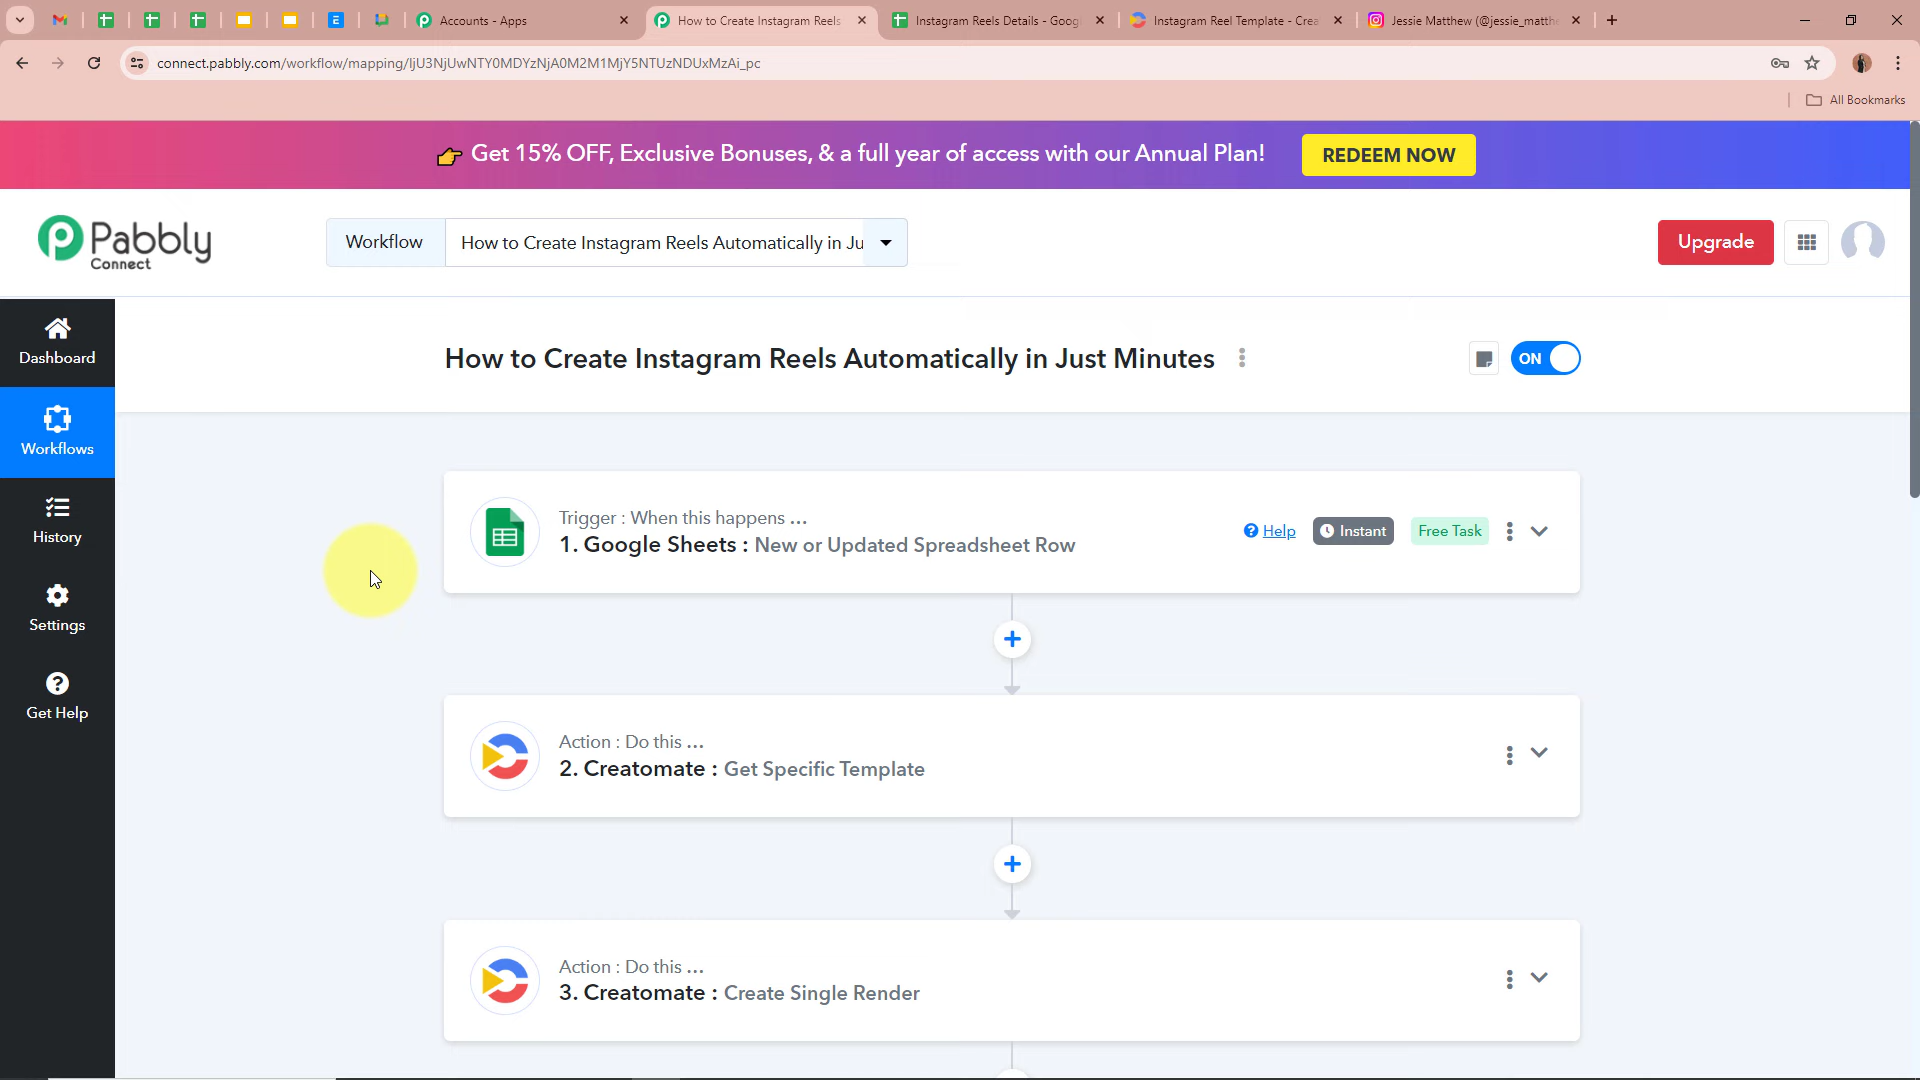 Accounts - Apps
How to Create Instagram Reels
Instagram Reels Details - Goog
Instagram Reel Template - Crea
Jessie Matthew (@jessie_matthe
connect.pabbly.com/workflow/mapping/IjU3NjUwNTY0MDYzNjA0M2M1MjY5NTUzNDUxMzAi_pc
All Bookmarks
Get 15% OFF, Exclusive Bonuses, & a full year of access with our Annual Plan!
REDEEM NOW
Pabbly
Connect
Workflow
How to Create Instagram Reels Automatically in Ju
Upgrade
Dashboard
Workflows
History
Settings
Get Help
How to Create Instagram Reels Automatically in Just Minutes
ON
Trigger : When this happens ...
1. Google Sheets : New or Updated Spreadsheet Row
Help
Instant
Free Task
Action : Do this ...
2. Creatomate : Get Specific Template
Action : Do this ...
3. Creatomate : Create Single Render